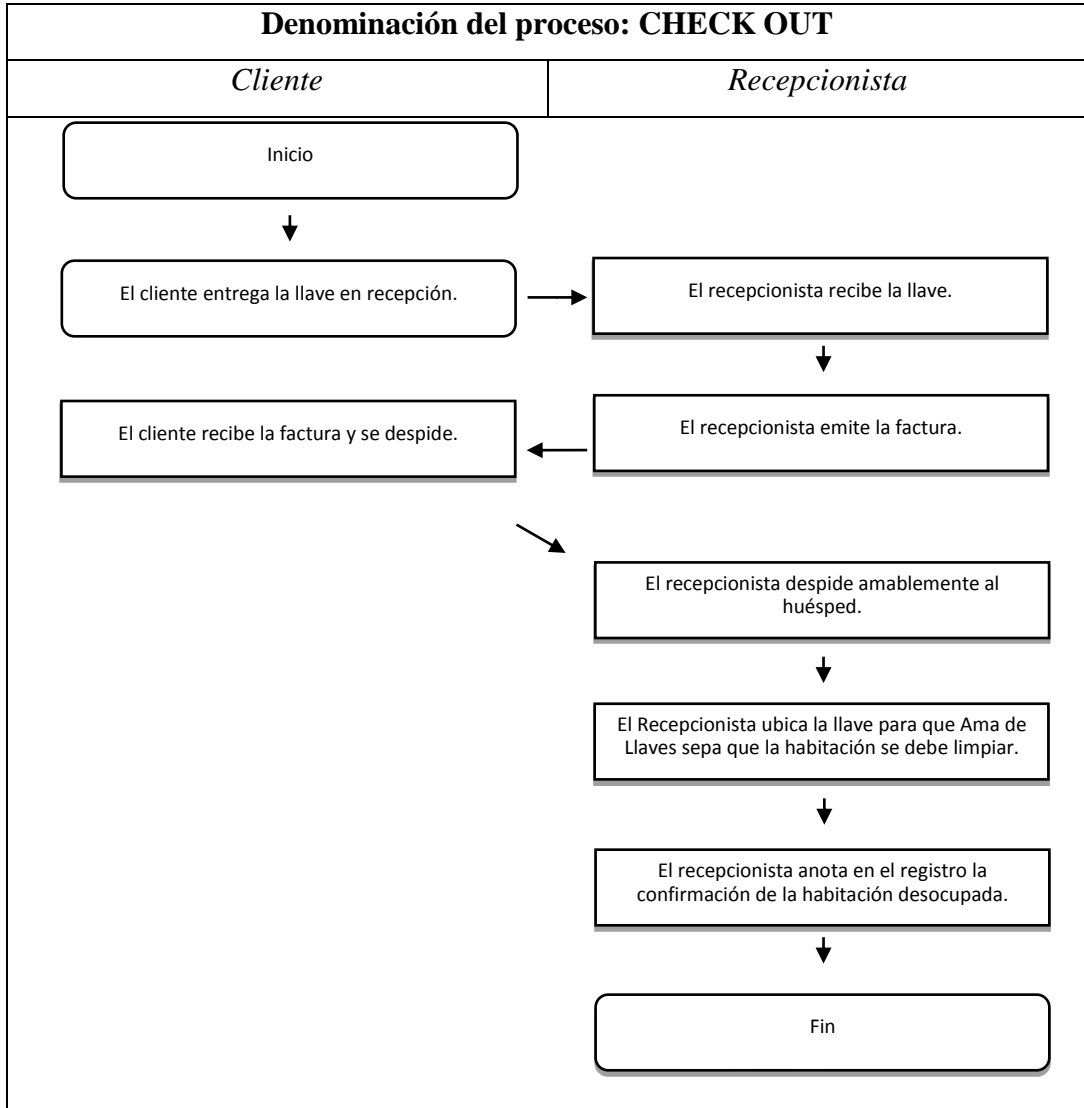 Denominación del proceso: CHECK OUT
Cliente
Recepcionista
Inicio
El cliente entrega la llave en recepción.
El recepcionista recibe la llave.
El recepcionista emite la factura.
El cliente recibe la factura y se despide.
El recepcionista despide amablemente al
huésped.
El Recepcionista ubica la llave para que Ama de
Llaves sepa que la habitación se debe limpiar.
El recepcionista anota en el registro la
confirmación de la habitación desocupada.
Fin